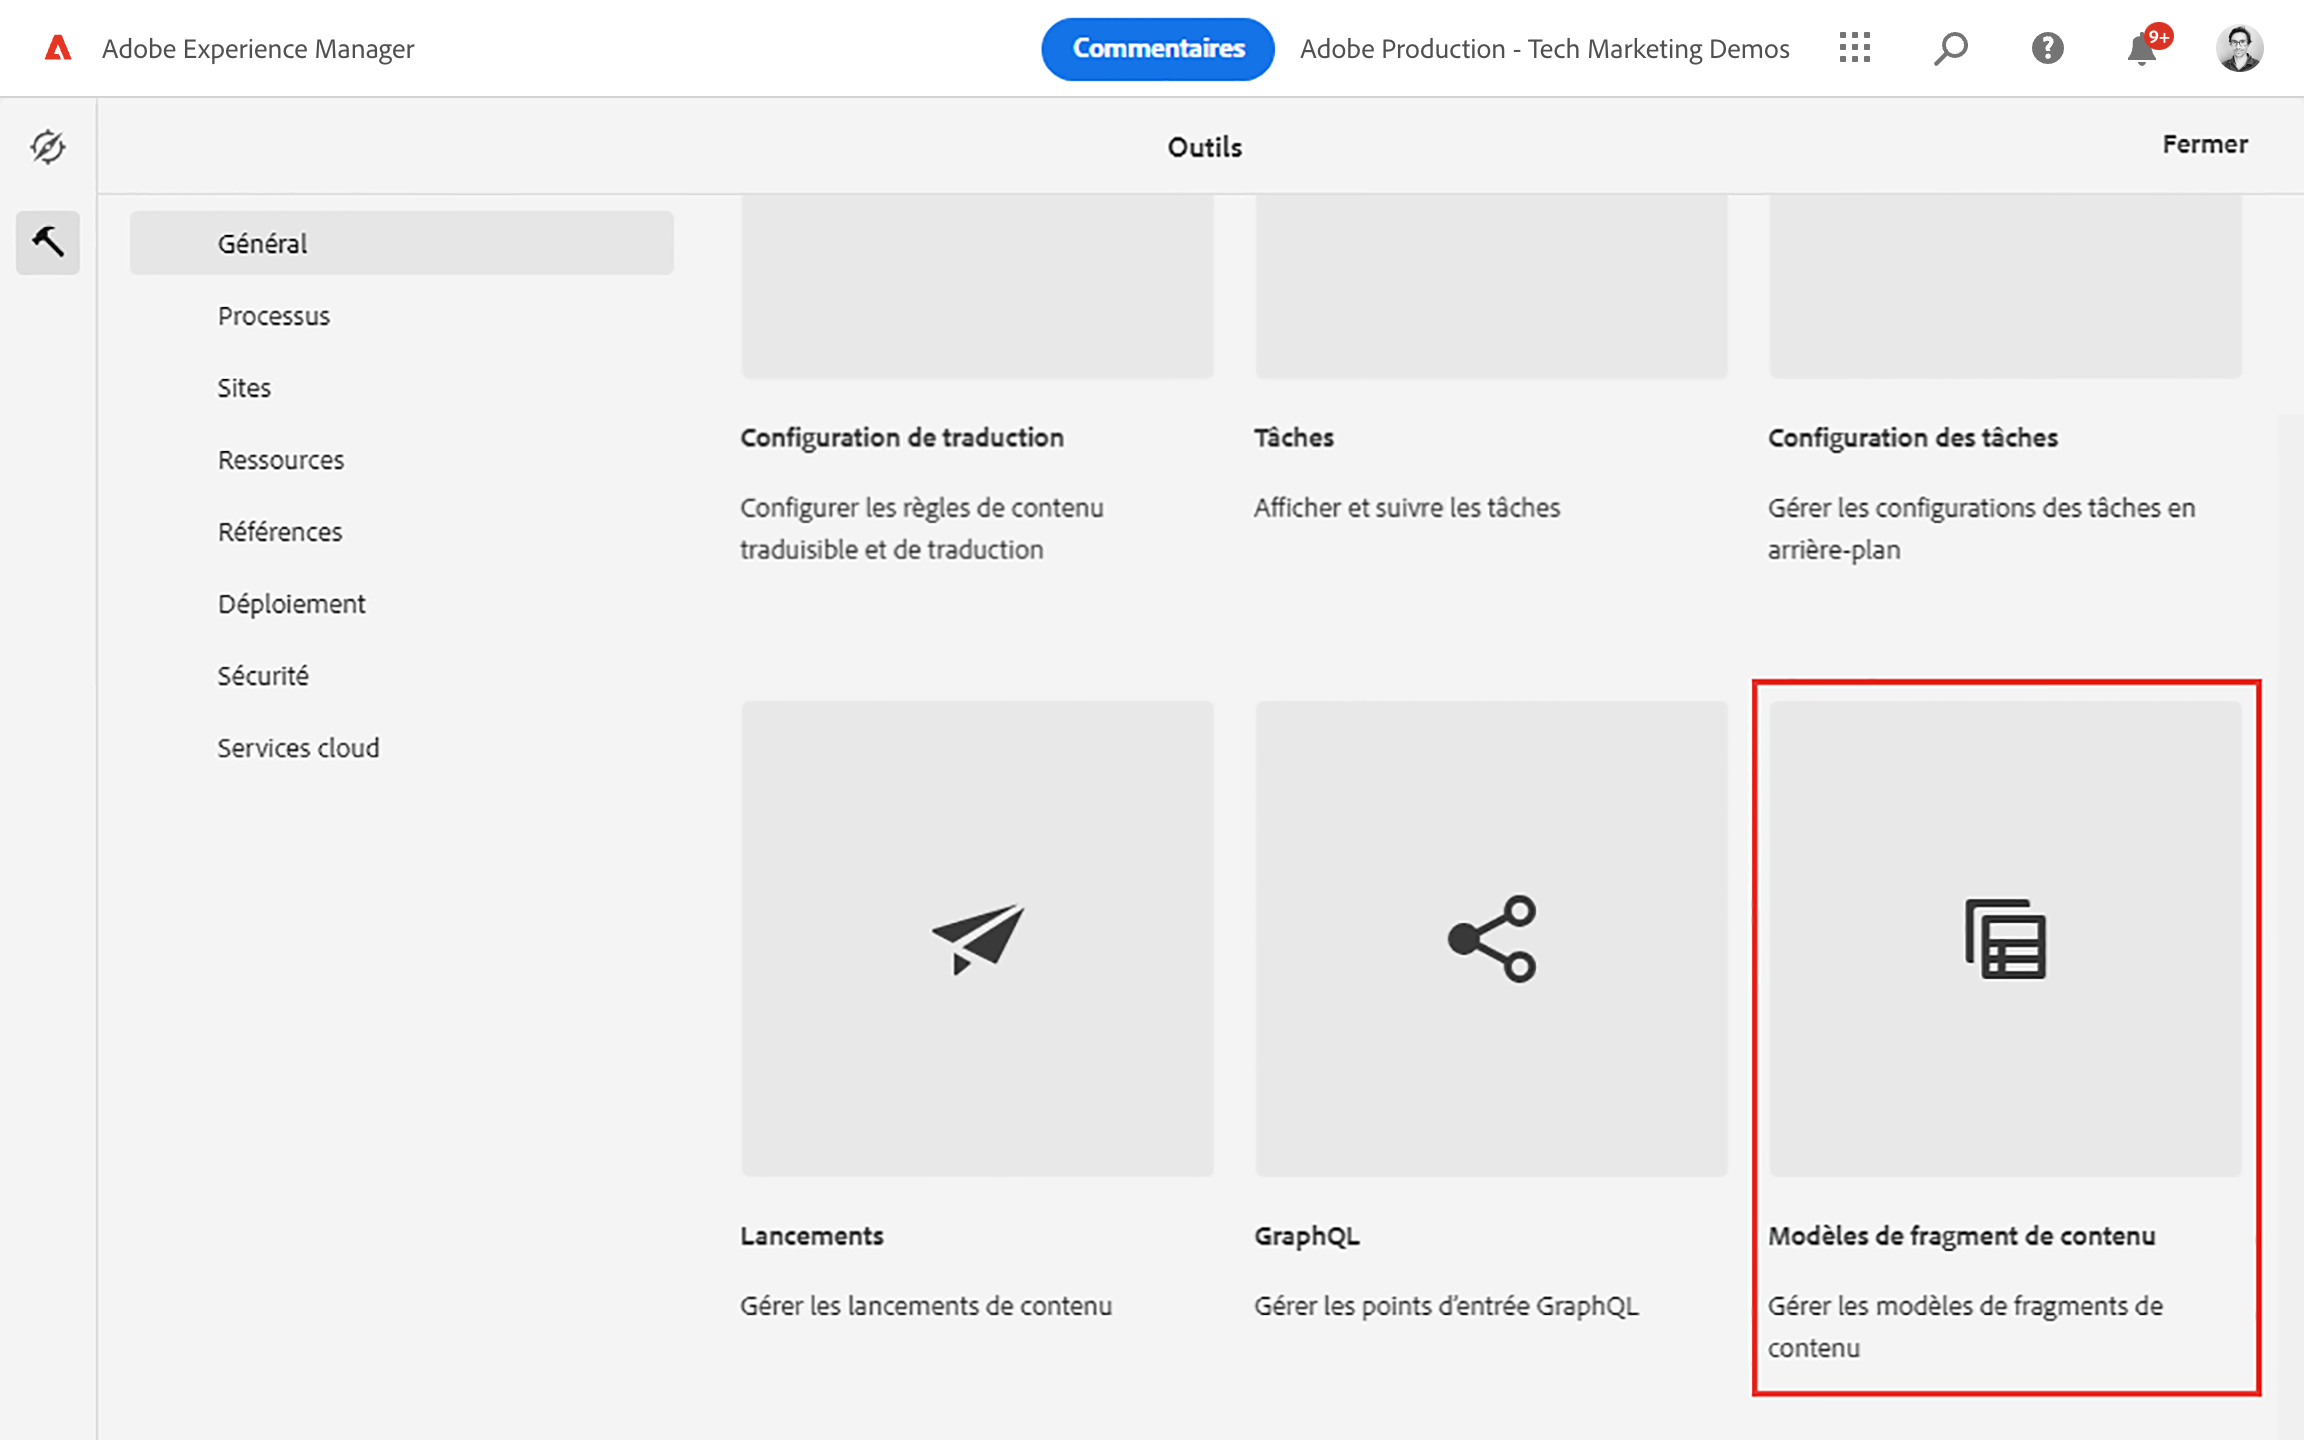 Adobe Experience Manager
Commentaires
Adobe Production - Tech Marketing Demos
9+
Outils
Fermer
Général
Processus
Sites
Ressources
Références
Déploiement
Sécurité
Services cloud
Configuration de traduction
Configurer les règles de contenu
traduisible et de traduction
Tâches
Afficher et suivre les tâches
Configuration des tâches
Gérer les configurations des tâches en
arrière-plan
Lancements
Gérer les lancements de contenu
GraphQL
Gérer les points d’entrée GraphQL
Modèles de fragment de contenu
Gérer les modèles de fragments de
contenu